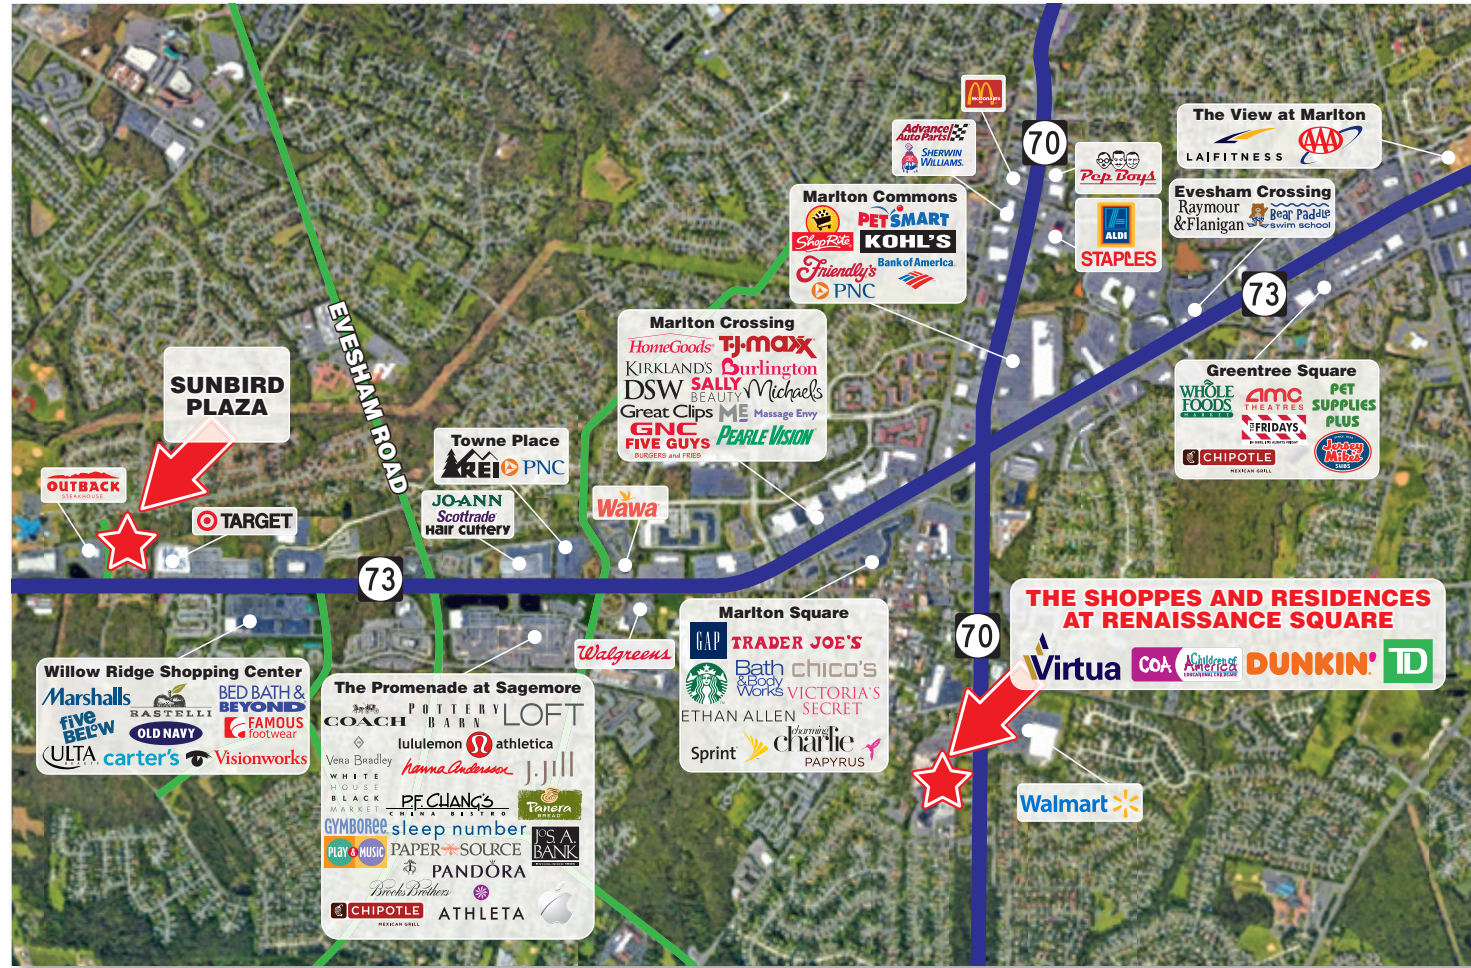 McDonald's
70
Advance
Auto Parts
SHERWIN
WILLIAMS.
Pep Boys
ALDI
STAPLES
The View at Marlton
LA|FITNESS
AAA
Evesham Crossing
Raymour
&Flanigan
Bear Paddle
swim school
73
Marlton Commons
PETSMART
ShopRite
KOHL'S
Friendly's
Bank of America
PNC
Marlton Crossing
HomeGoods
T·J·maxx
KIRKLAND'S
Burlington
DSW
SALLY
BEAUTY
Michaels
Great Clips
ME
Massage Envy
GNC
FIVE GUYS
BURGERS and FRIES
PEARLE VISION
Greentree Square
WHOLE
FOODS
MARKET
amc
THEATRES
PET
SUPPLIES
PLUS
FRIDAYS
CHIPOTLE
MEXICAN GRILL
Jersey
Mike's
SUBS
EVESHAM ROAD
SUNBIRD
PLAZA
OUTBACK
STEAKHOUSE
TARGET
Towne Place
REI
PNC
JO-ANN
Scottrade
Hair Cuttery
Wawa
73
Walgreens
Willow Ridge Shopping Center
Marshalls
RASTELLI
BED BATH &
BEYOND
five
BELOW
OLD NAVY
FAMOUS
footwear
ULTA
BEAUTY
carter's
Visionworks
The Promenade at Sagemore
COACH
POTTERY
BARN
LOFT
Vera Bradley
lululemon
athletica
hanna Andersson
J.Jill
WHITE
HOUSE
BLACK
MARKET
P.F. CHANG'S
CHINA BISTRO
Panera
BREAD
GYMBOREE
PLAY & MUSIC
sleep number
PAPER SOURCE
JOS. A.
BANK
PANDÖRA
Brooks Brothers
CHIPOTLE
MEXICAN GRILL
ATHLETA
Marlton Square
GAP
TRADER JOE'S
Bath
&Body
Works
chico's
VICTORIA'S
SECRET
ETHAN ALLEN
Sprint
charming
charlie
PAPYRUS
70
THE SHOPPES AND RESIDENCES
AT RENAISSANCE SQUARE
Virtua
COA
Children of
America
EDUCATIONAL CHILDCARE
DUNKIN'
TD
Walmart